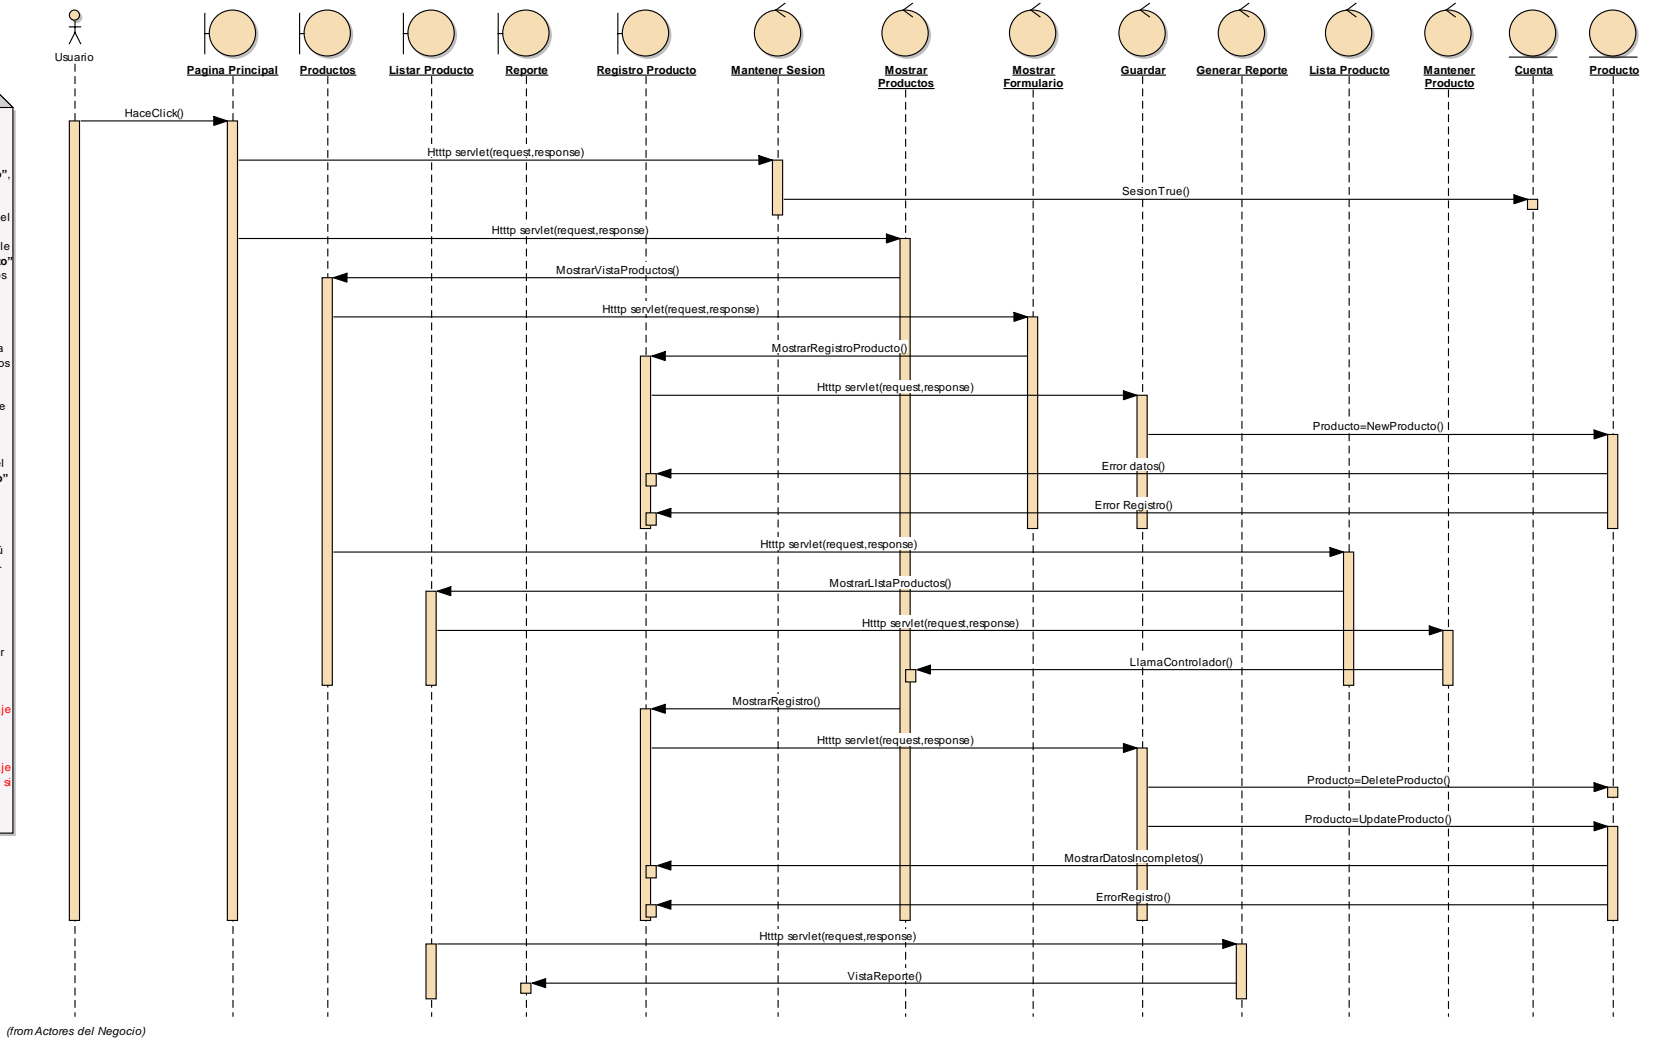 Usuario
Pagina Principal
Productos
Listar Producto
Reporte
Registro Producto
Mantener Sesion
Mostrar
Productos
Mostrar
Formulario
Guardar
Generar Reporte
Lista Producto
Mantener
Producto
Cuenta
Producto
HaceClick()
Htttp servlet(request,response)
SesionTrue()
Htttp servlet(request,response)
MostrarVistaProductos()
Htttp servlet(request,response)
MostrarRegistroProducto()
Htttp servlet(request,response)
Producto=NewProducto()
Error datos()
Error Registro()
Htttp servlet(request,response)
MostrarLIstaProductos()
Htttp servlet(request,response)
LlamaControlador()
MostrarRegistro()
Htttp servlet(request,response)
Producto=DeleteProducto()
Producto=UpdateProducto()
MostrarDatosIncompletos()
ErrorRegistro()
Htttp servlet(request,response)
VistaReporte()
(from Actores del Negocio)